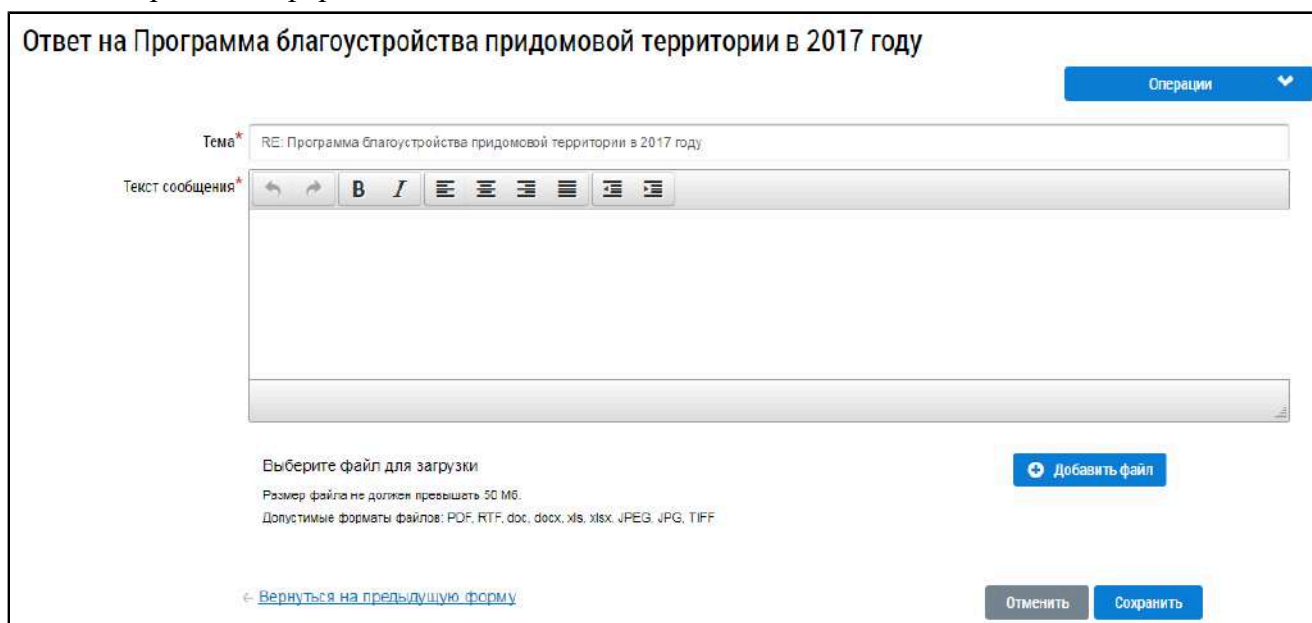 Ответ на Программа благоустройства придомовой территории в 2017 году
Операции
Тема*
RE: Программа благоустройства придомовой территории в 2017 году
Текст сообщения*
B I
Выберите файл для загрузки
Добавить файл
Размер файла не должен превышать 50 Мб.
Допустимые форматы файлов: PDF, RTF, doc, docx, xls, xlsx, JPEG, JPG, TIFF
← Вернуться на предыдущую форму
Отменить
Сохранить